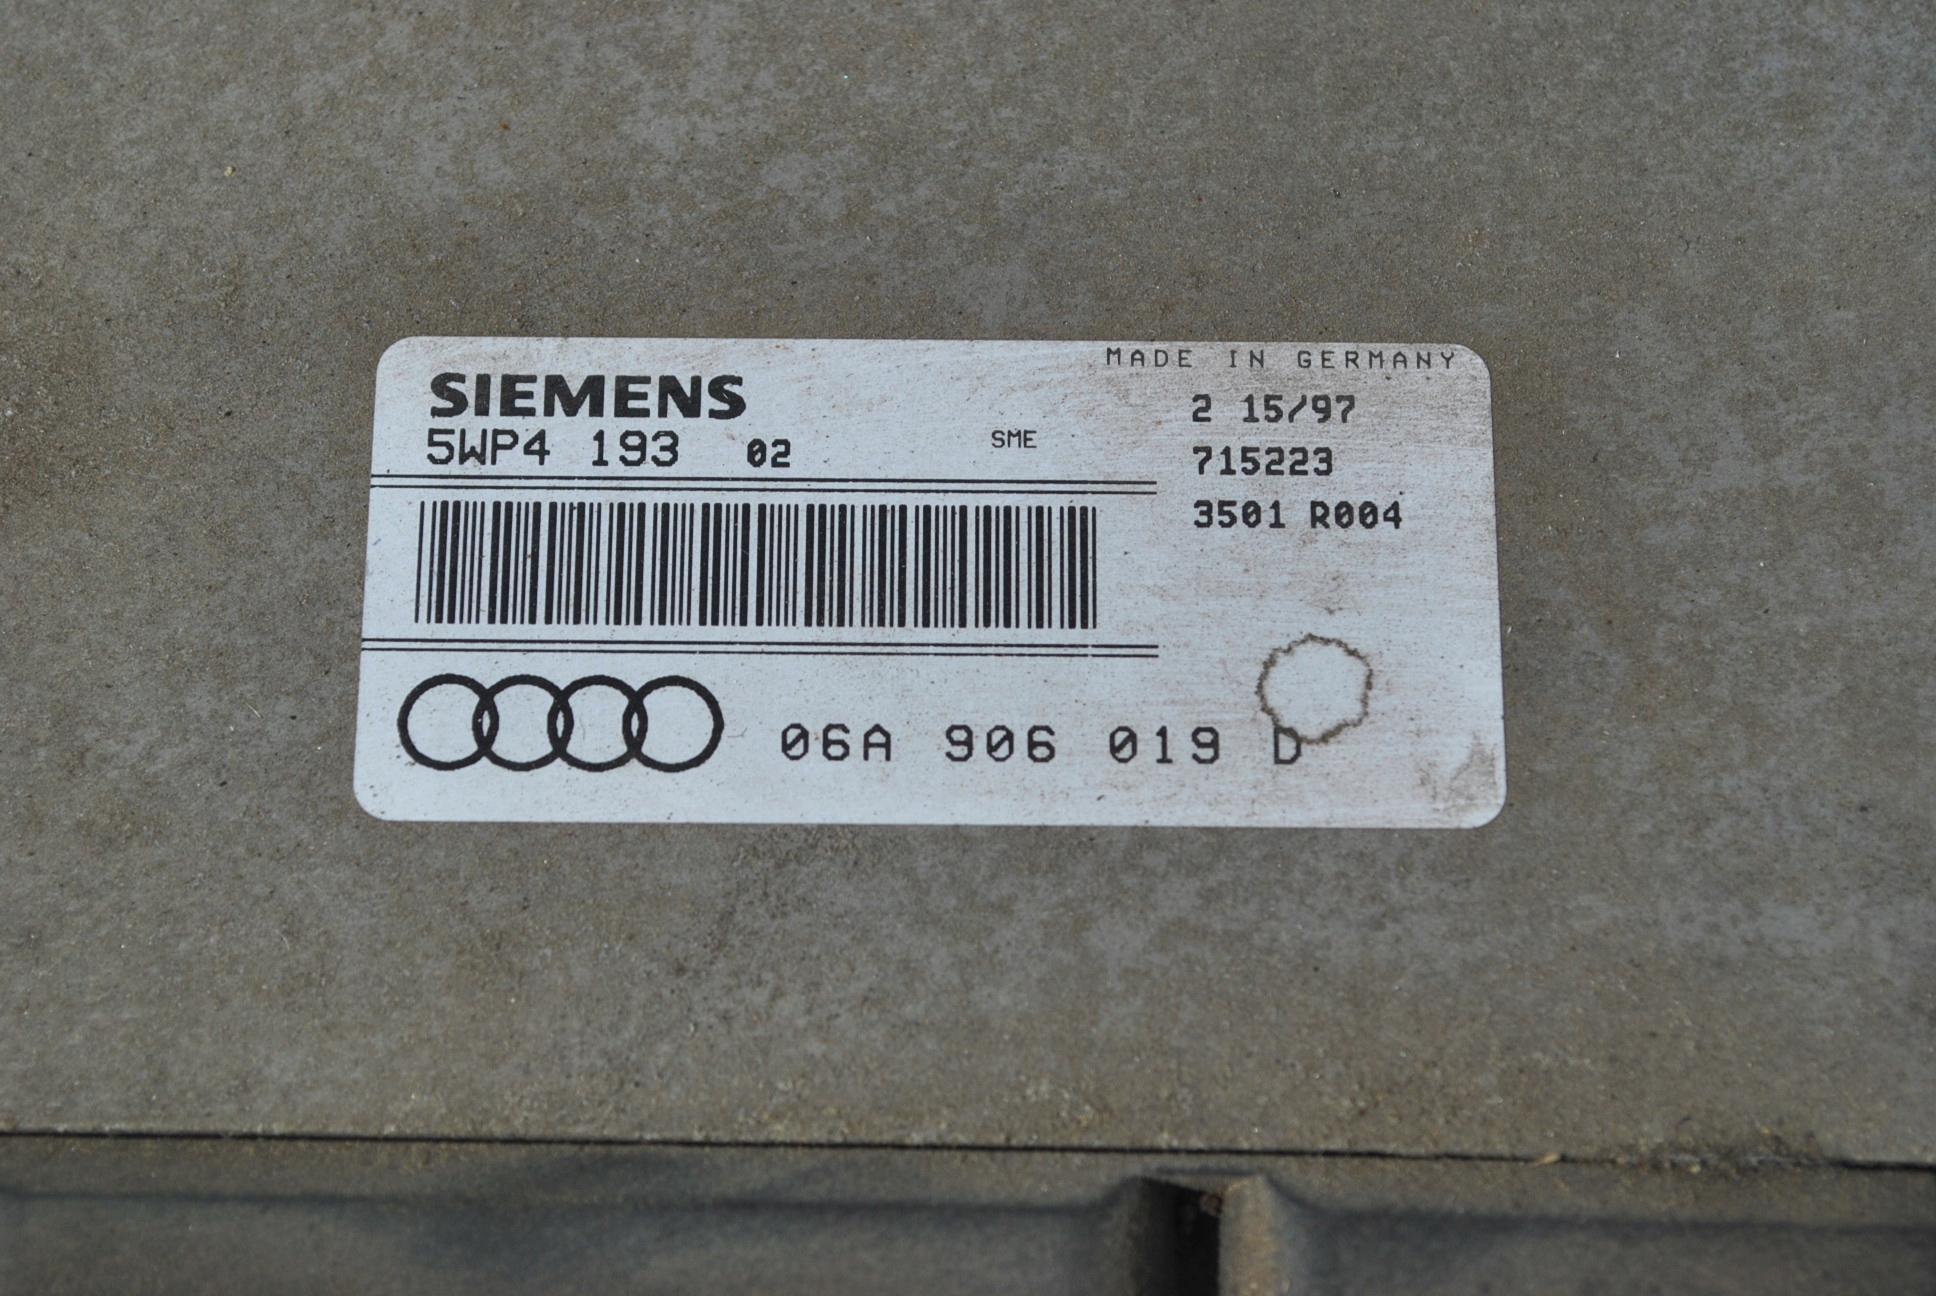 MADE IN GERMANY
SIEMENS
5WP4 193 02
SME
2 15/97
715223
3501 R004
06A 906 019 D